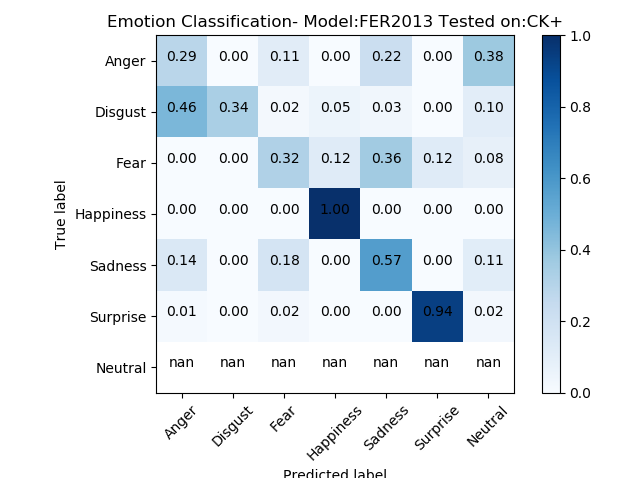 Emotion Classification- Model:FER2013 Tested on:CK+
Anger 0.29 0.00 0.11 0.00 0.22 0.00 0.38
Disgust 0.46 0.34 0.02 0.05 0.03 0.00 0.10
Fear 0.00 0.00 0.32 0.12 0.36 0.12 0.08
Happiness 0.00 0.00 0.00 1.00 0.00 0.00 0.00
Sadness 0.14 0.00 0.18 0.00 0.57 0.00 0.11
Surprise 0.01 0.00 0.02 0.00 0.00 0.94 0.02
Neutral nan nan nan nan nan nan nan
True label
Anger Disgust Fear Happiness Sadness Surprise Neutral
Predicted label
1.0
0.8
0.6
0.4
0.2
0.0